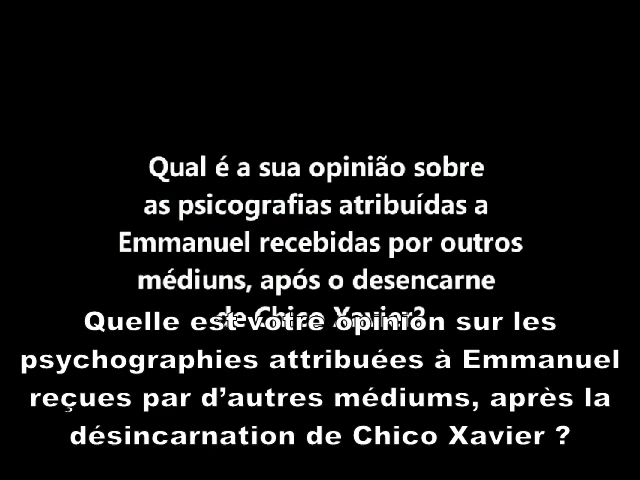 Qual é a sua opinião sobre
as psicografias atribuídas a
Emmanuel recebidas por outros
médiuns, após o desencarne
de Chico Xavier?
Quelle est votre opinion sur les
psychographies attribuées à Emmanuel
reçues par d’autres médiums, après la
désincarnation de Chico Xavier ?